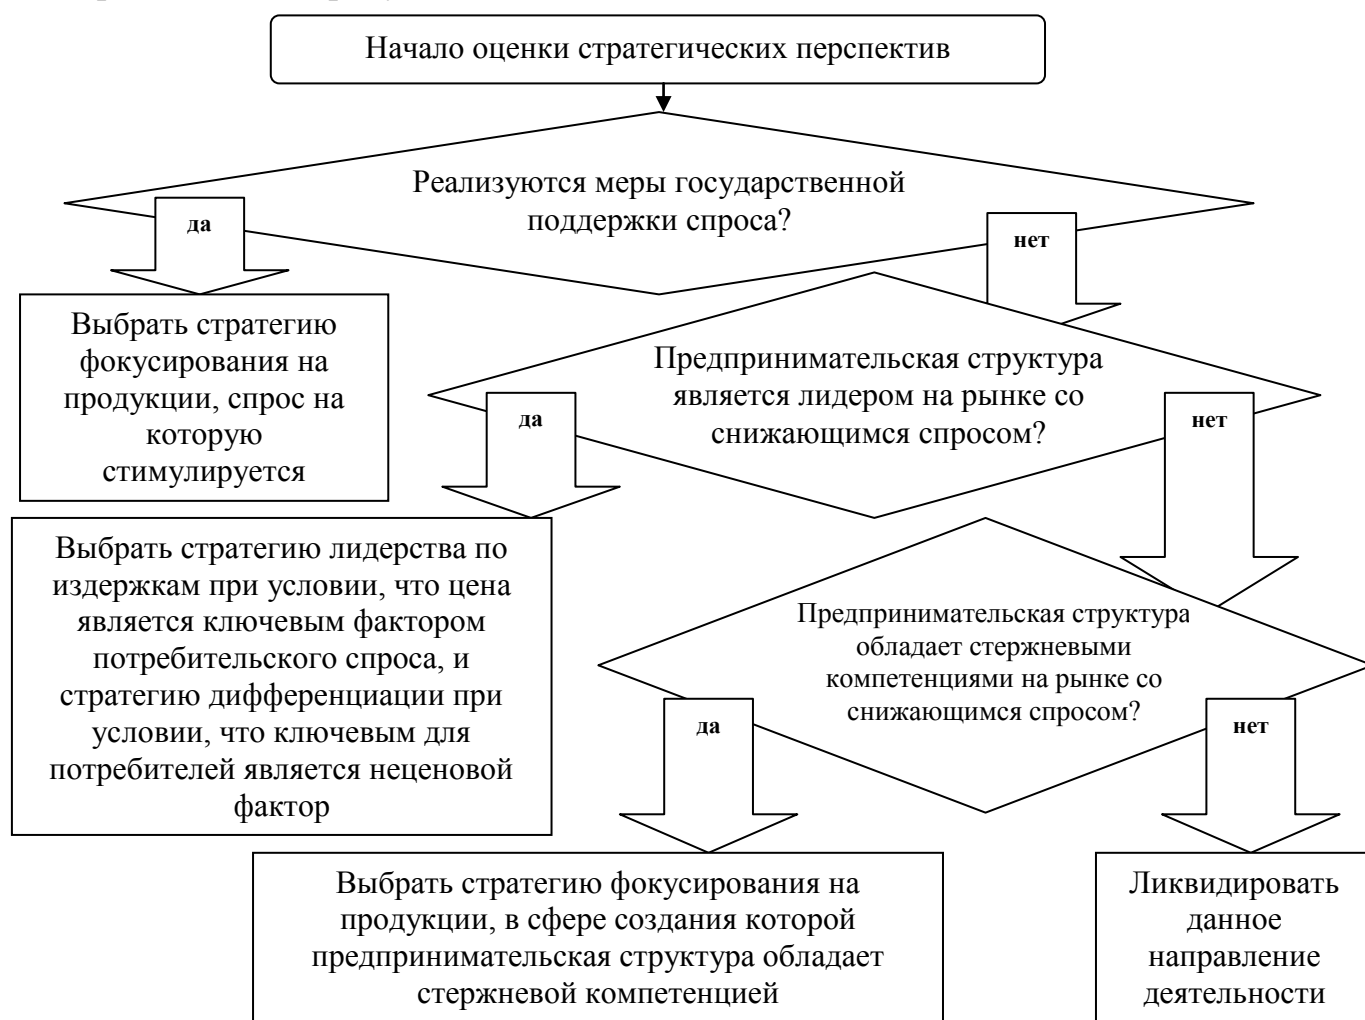 Начало оценки стратегических перспектив
Реализуются меры государственной
поддержки спроса?
да
нет
Выбрать стратегию
фокусирования на
продукции, спрос на
которую
стимулируется
Предпринимательская структура
является лидером на рынке со
снижающимся спросом?
да
нет
Выбрать стратегию лидерства по
издержкам при условии, что цена
является ключевым фактором
потребительского спроса, и
стратегию дифференциации при
условии, что ключевым для
потребителей является неценовой
фактор
Предпринимательская структура
обладает стержневыми
компетенциями на рынке со
снижающимся спросом?
да
нет
Выбрать стратегию фокусирования на
продукции, в сфере создания которой
предпринимательская структура обладает
стержневой компетенцией
Ликвидировать
данное
направление
деятельности